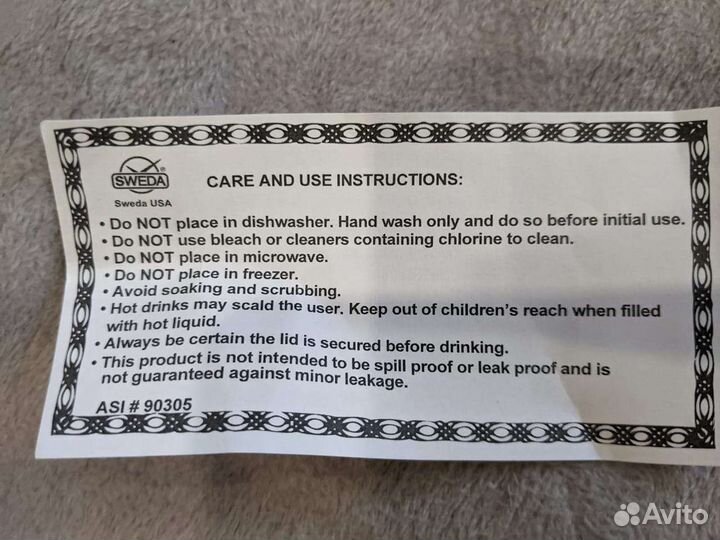 SWEDA®
Sweda USA
CARE AND USE INSTRUCTIONS:
• Do NOT place in dishwasher. Hand wash only and do so before initial use.
• Do NOT use bleach or cleaners containing chlorine to clean.
• Do NOT place in microwave.
• Do NOT place in freezer.
• Avoid soaking and scrubbing.
• Hot drinks may scald the user. Keep out of children's reach when filled
with hot liquid.
• Always be certain the lid is secured before drinking.
• This product is not intended to be spill proof or leak proof and is
not guaranteed against minor leakage.
ASI # 90305
Avito